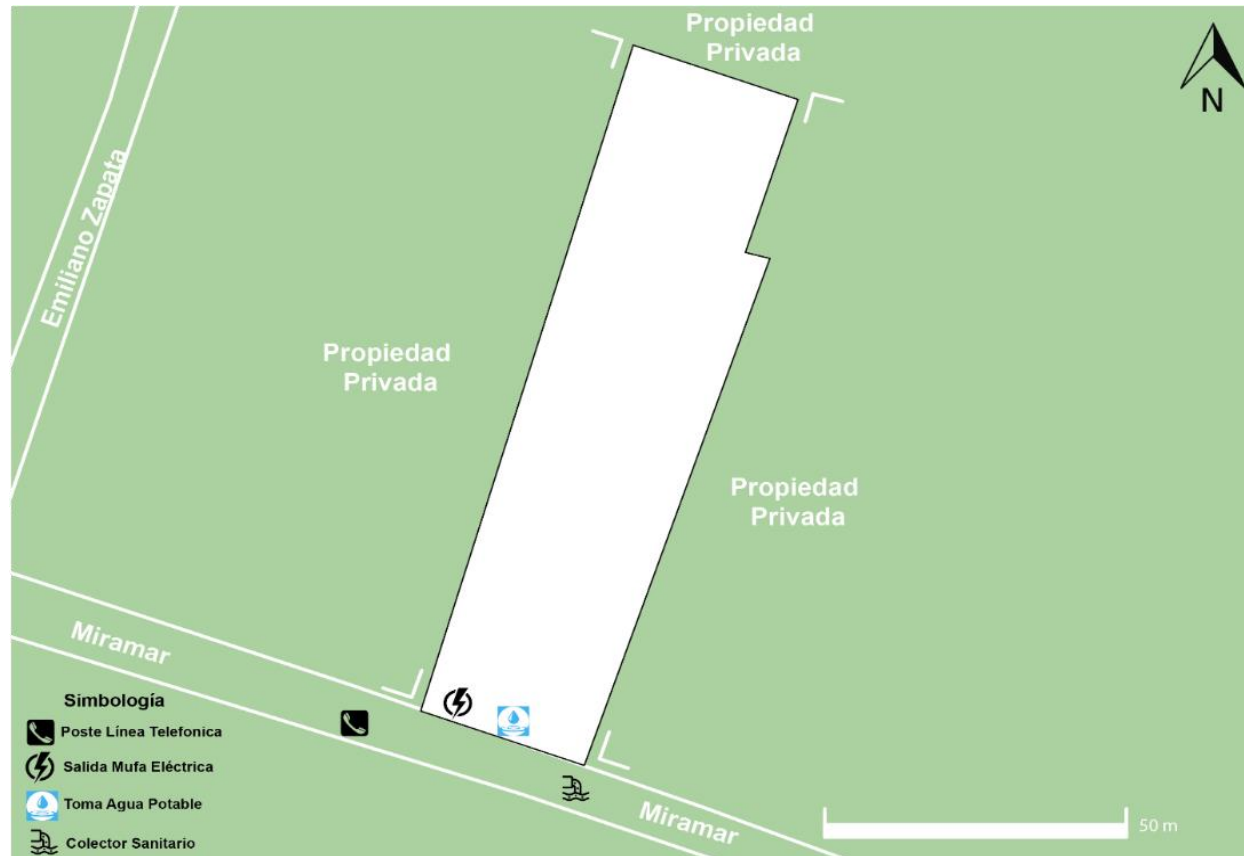 Propiedad
Privada
N
Emiliano Zapata
Propiedad
Privada
Propiedad
Privada
Miramar
Simbología
Poste Línea Telefonica
Salida Mufa Eléctrica
Toma Agua Potable
Colector Sanitario
Miramar
50 m